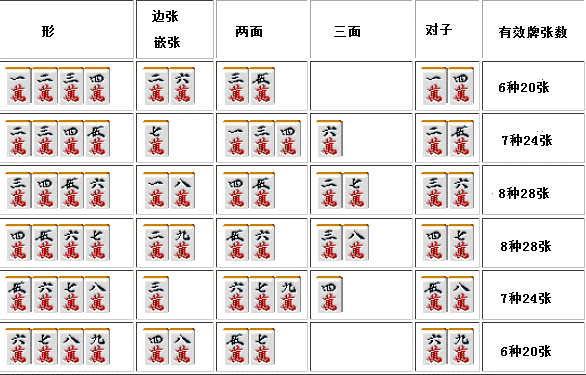 形 边张 嵌张 两面 三面 对子 有效牌张数
一萬 二萬 三萬 四萬 二萬 六萬 三萬 伍萬 一萬 四萬 6种20张
二萬 三萬 四萬 伍萬 七萬 一萬 三萬 四萬 六萬 二萬 伍萬 7种24张
三萬 四萬 伍萬 六萬 一萬 八萬 四萬 伍萬 二萬 七萬 三萬 六萬 8种28张
四萬 伍萬 六萬 七萬 二萬 九萬 伍萬 六萬 三萬 八萬 四萬 七萬 8种28张
伍萬 六萬 七萬 八萬 三萬 六萬 七萬 九萬 四萬 伍萬 八萬 7种24张
六萬 七萬 八萬 九萬 四萬 八萬 伍萬 七萬 六萬 九萬 6种20张